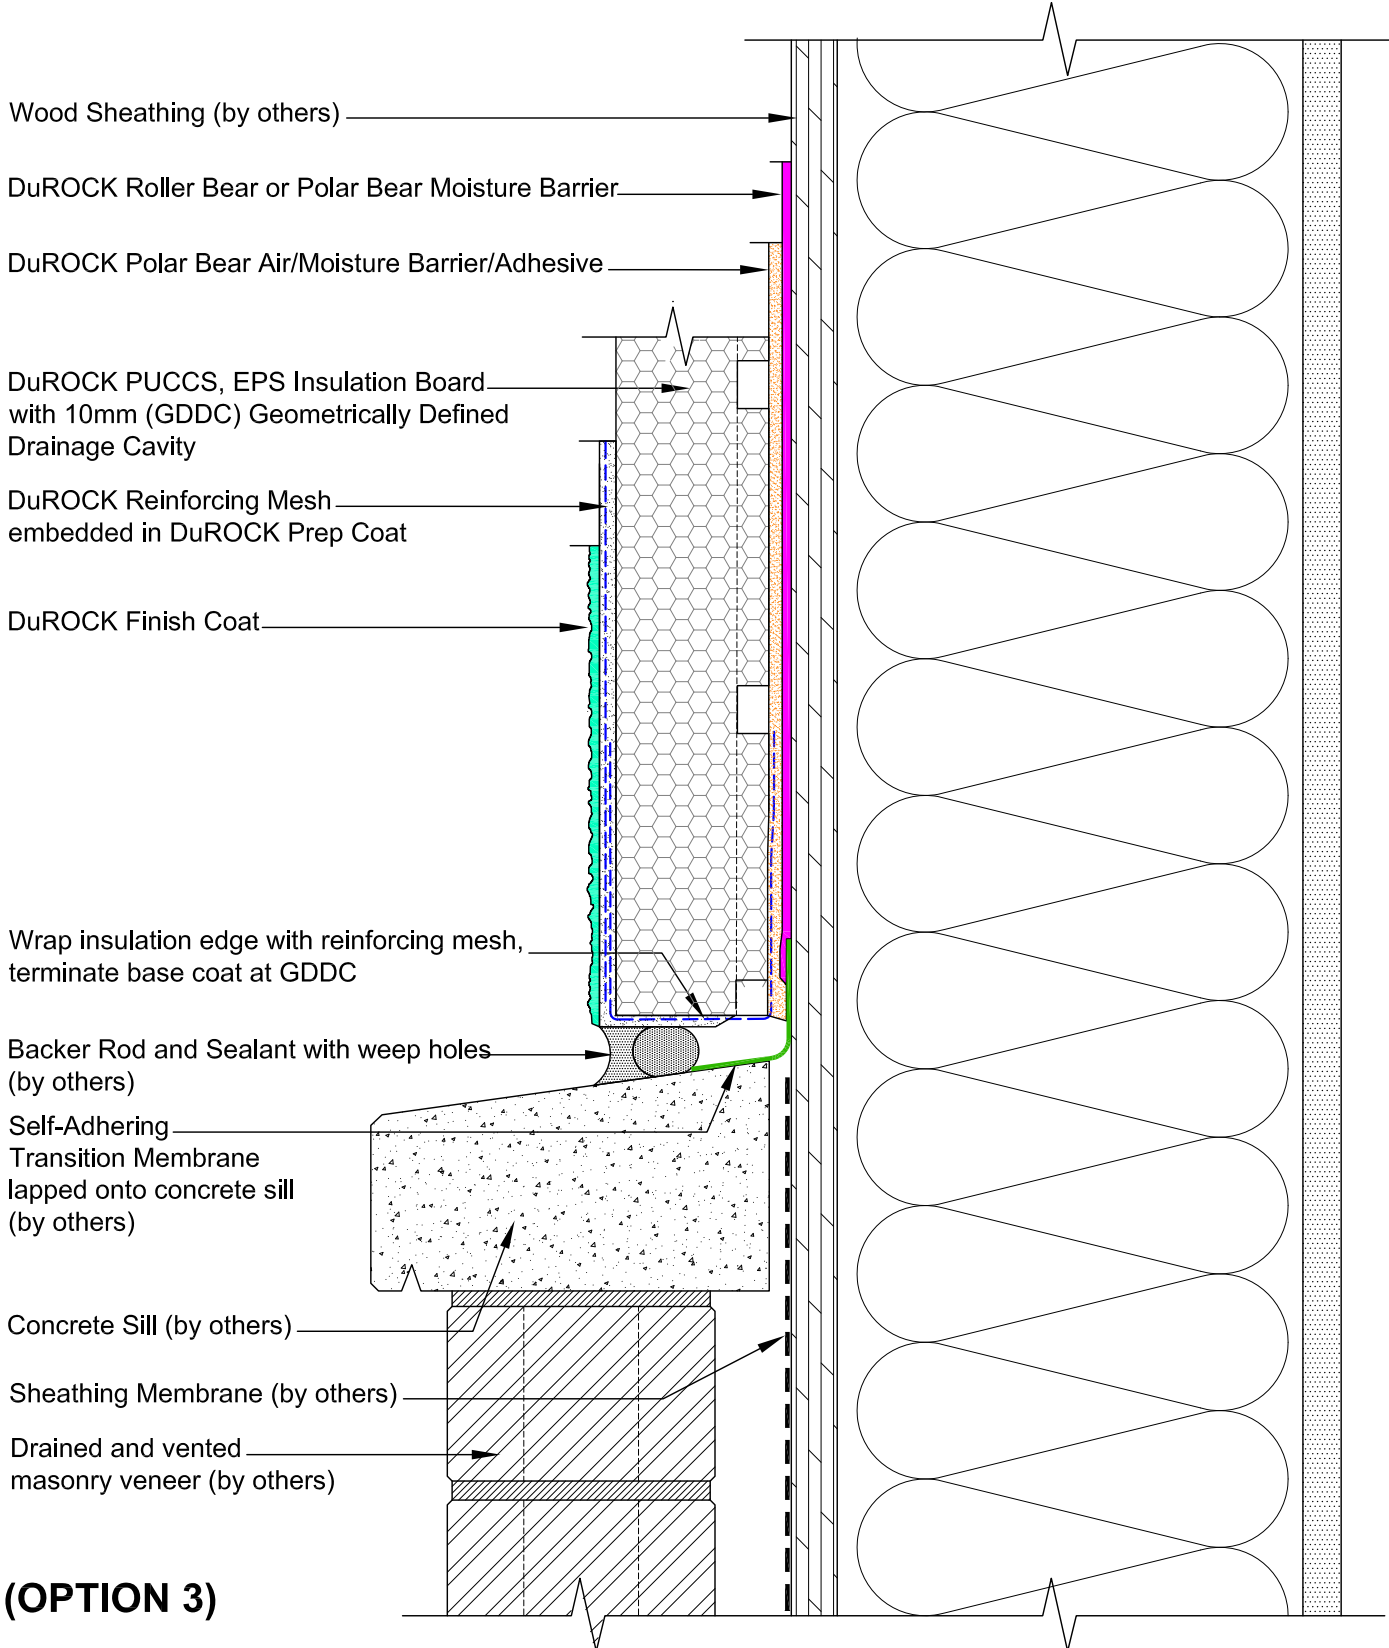 Wood Sheathing (by others)
DuROCK Roller Bear or Polar Bear Moisture Barrier
DuROCK Polar Bear Air/Moisture Barrier/Adhesive
DuROCK PUCCS, EPS Insulation Board
with 10mm (GDDC) Geometrically Defined
Drainage Cavity
DuROCK Reinforcing Mesh
embedded in DuROCK Prep Coat
DuROCK Finish Coat
Wrap insulation edge with reinforcing mesh,
terminate base coat at GDDC
Backer Rod and Sealant with weep holes
(by others)
Self-Adhering
Transition Membrane
lapped onto concrete sill
(by others)
Concrete Sill (by others)
Sheathing Membrane (by others)
Drained and vented
masonry veneer (by others)
(OPTION 3)